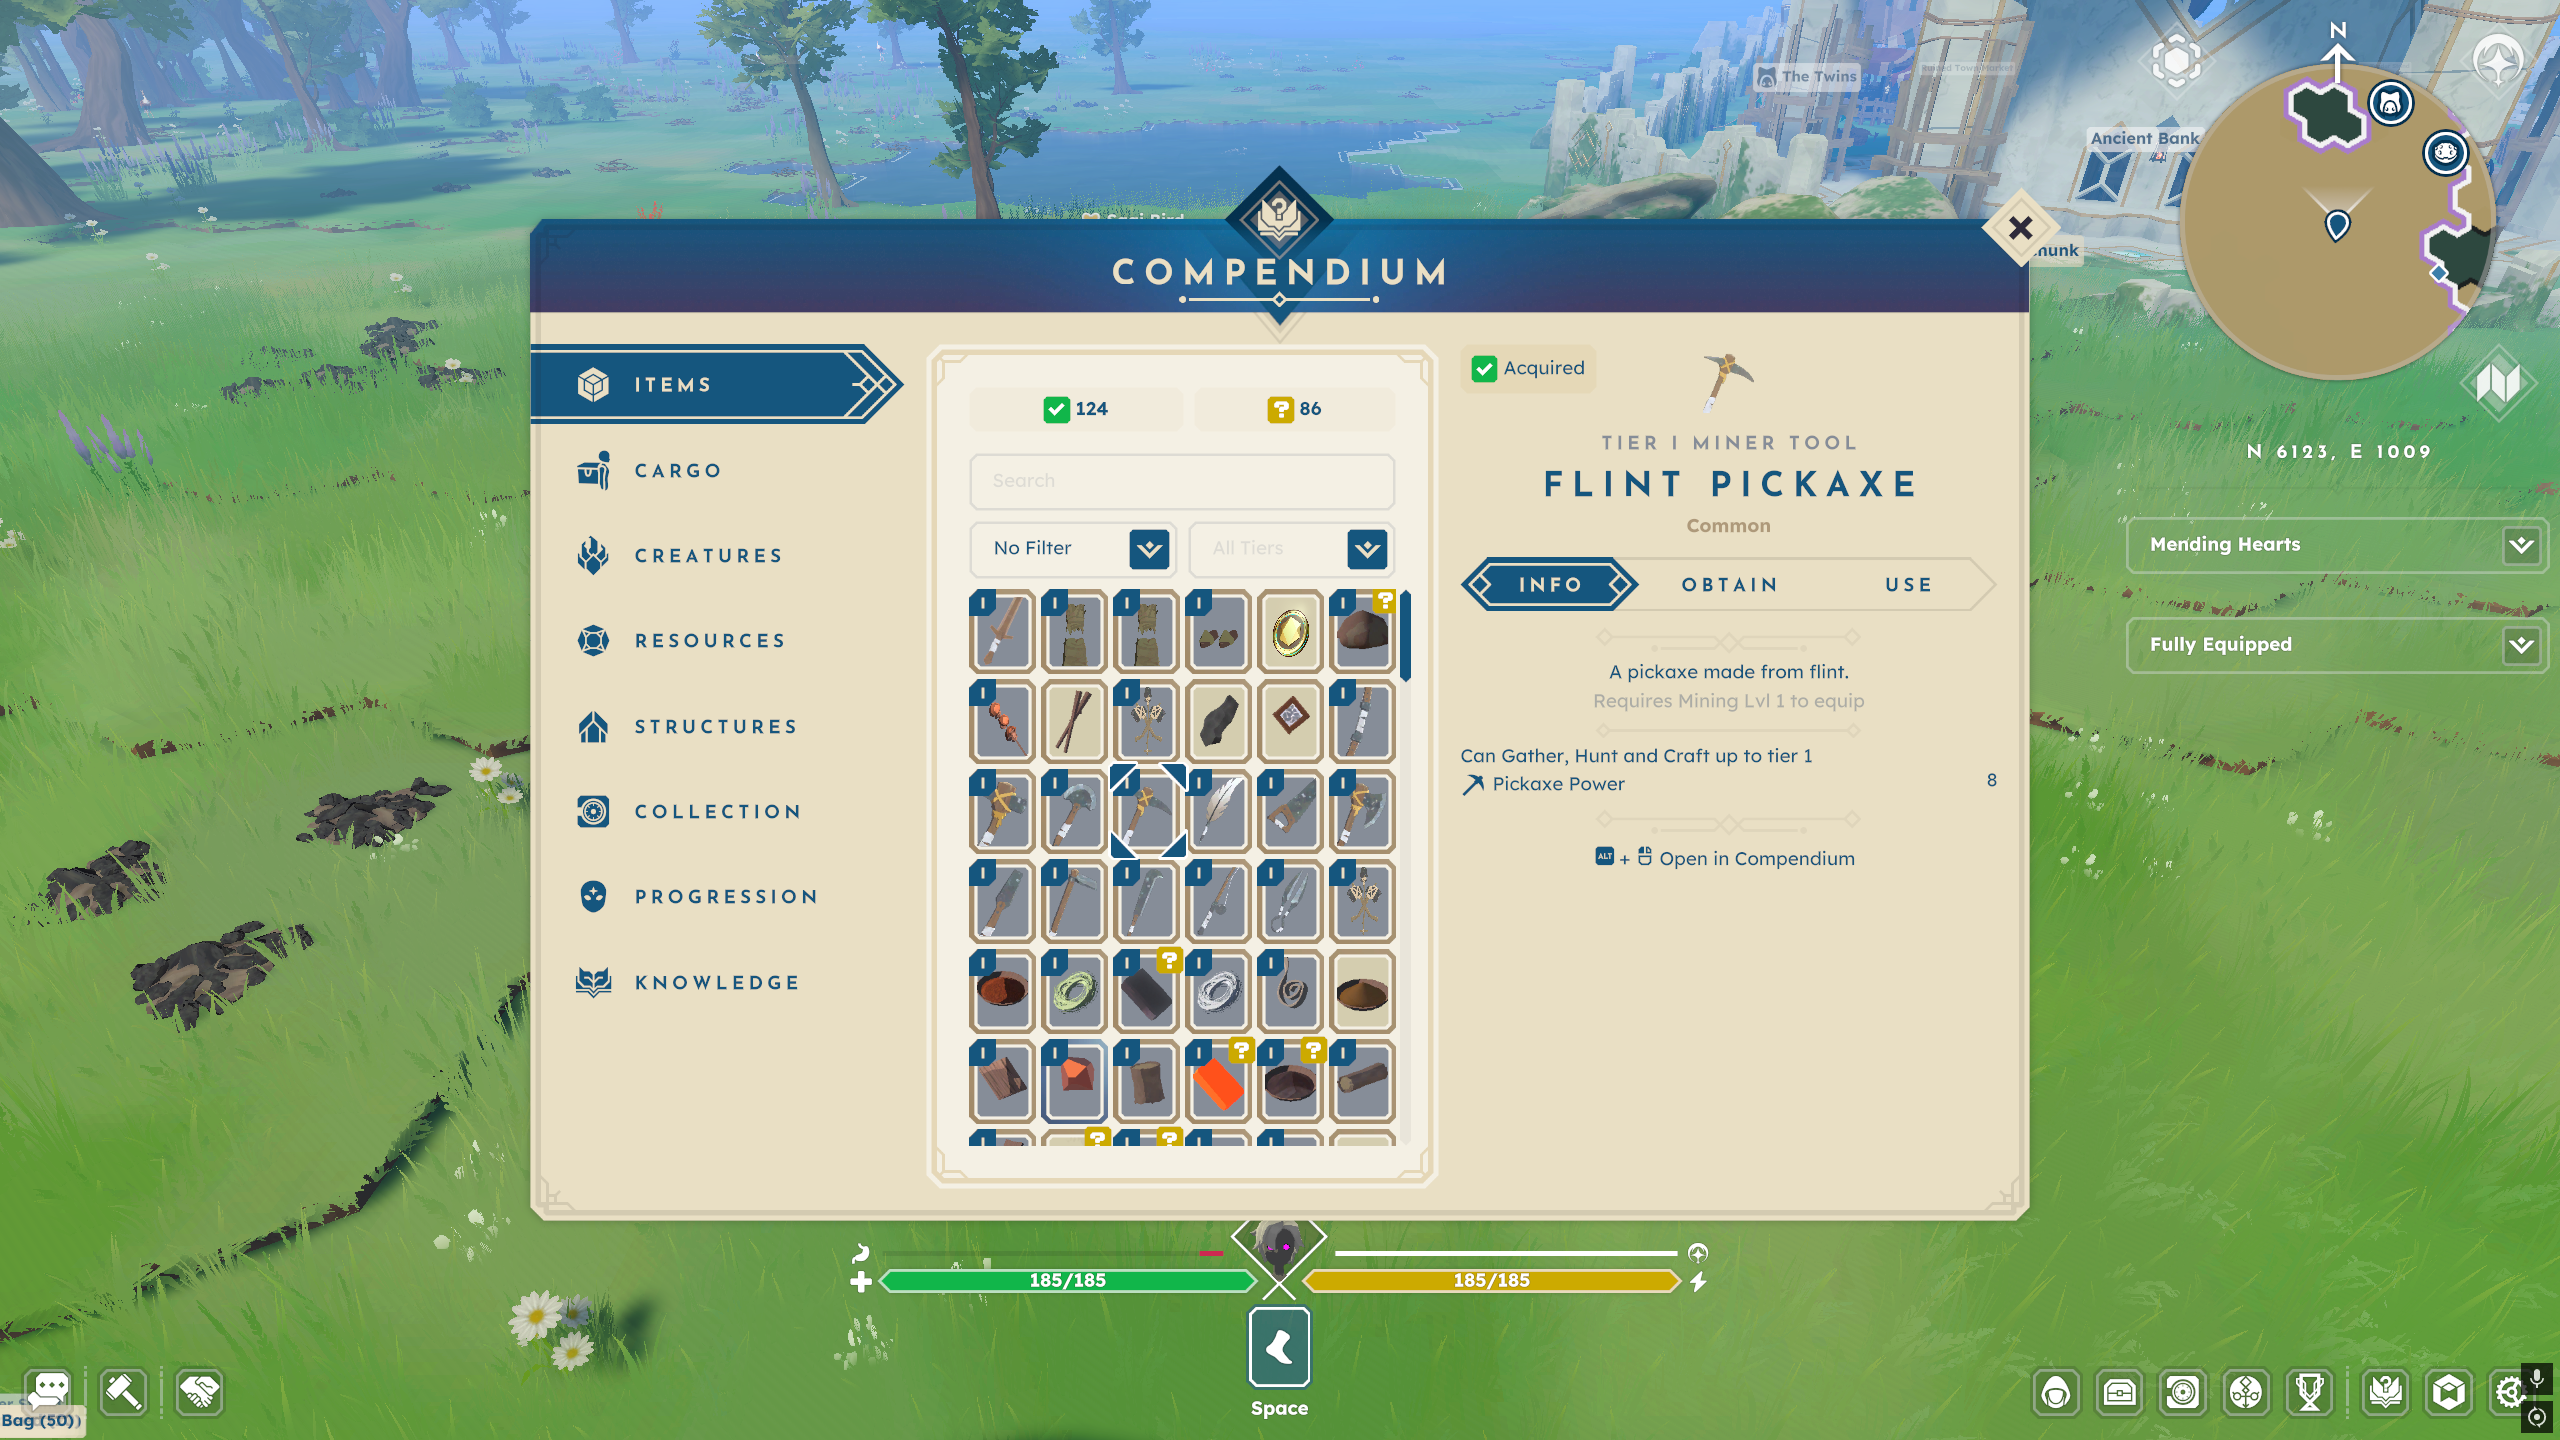 N
The Twins
Ancient Bank
COMPENDIUM
ITEMS
CARGO
CREATURES
RESOURCES
STRUCTURES
COLLECTION
PROGRESSION
KNOWLEDGE
124
? 86
Search
No Filter
All Tiers
I I I I I ?
I I I
I I I I I I
I I I I I I
I I I ? I I
I I I I ? I ? I
I ? I ? I I
Acquired
TIER I MINER TOOL
FLINT PICKAXE
Common
INFO OBTAIN USE
A pickaxe made from flint.
Requires Mining Lvl 1 to equip
Can Gather, Hunt and Craft up to tier 1
Pickaxe Power 8
ALT + Open in Compendium
N 6123, E 1009
Mending Hearts
Fully Equipped
185/185
185/185
Space
Bag (50)